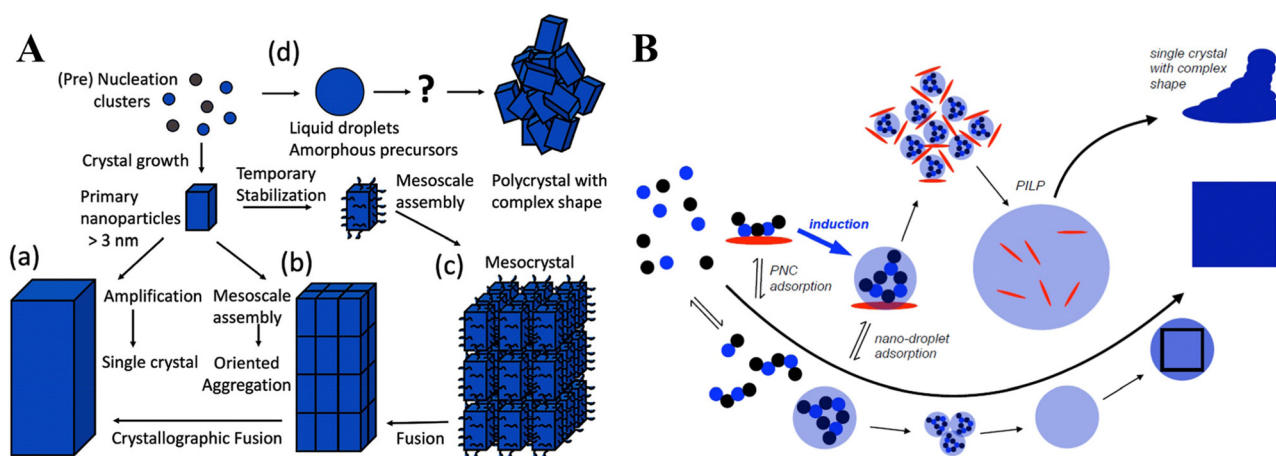 A
(d)
(Pre) Nucleation
clusters
?
Liquid droplets
Amorphous precursors
Crystal growth
Temporary
Stabilization
Mesoscale
assembly
Polycrystal with
complex shape
Primary
nanoparticles
> 3 nm
(a)
(b)
(c)
Mesocrystal
Amplification
Mesoscale
assembly
Single crystal
Oriented
Aggregation
Crystallographic Fusion
Fusion
B
single crystal
with complex
shape
PILP
induction
PNC
adsorption
nano-droplet
adsorption